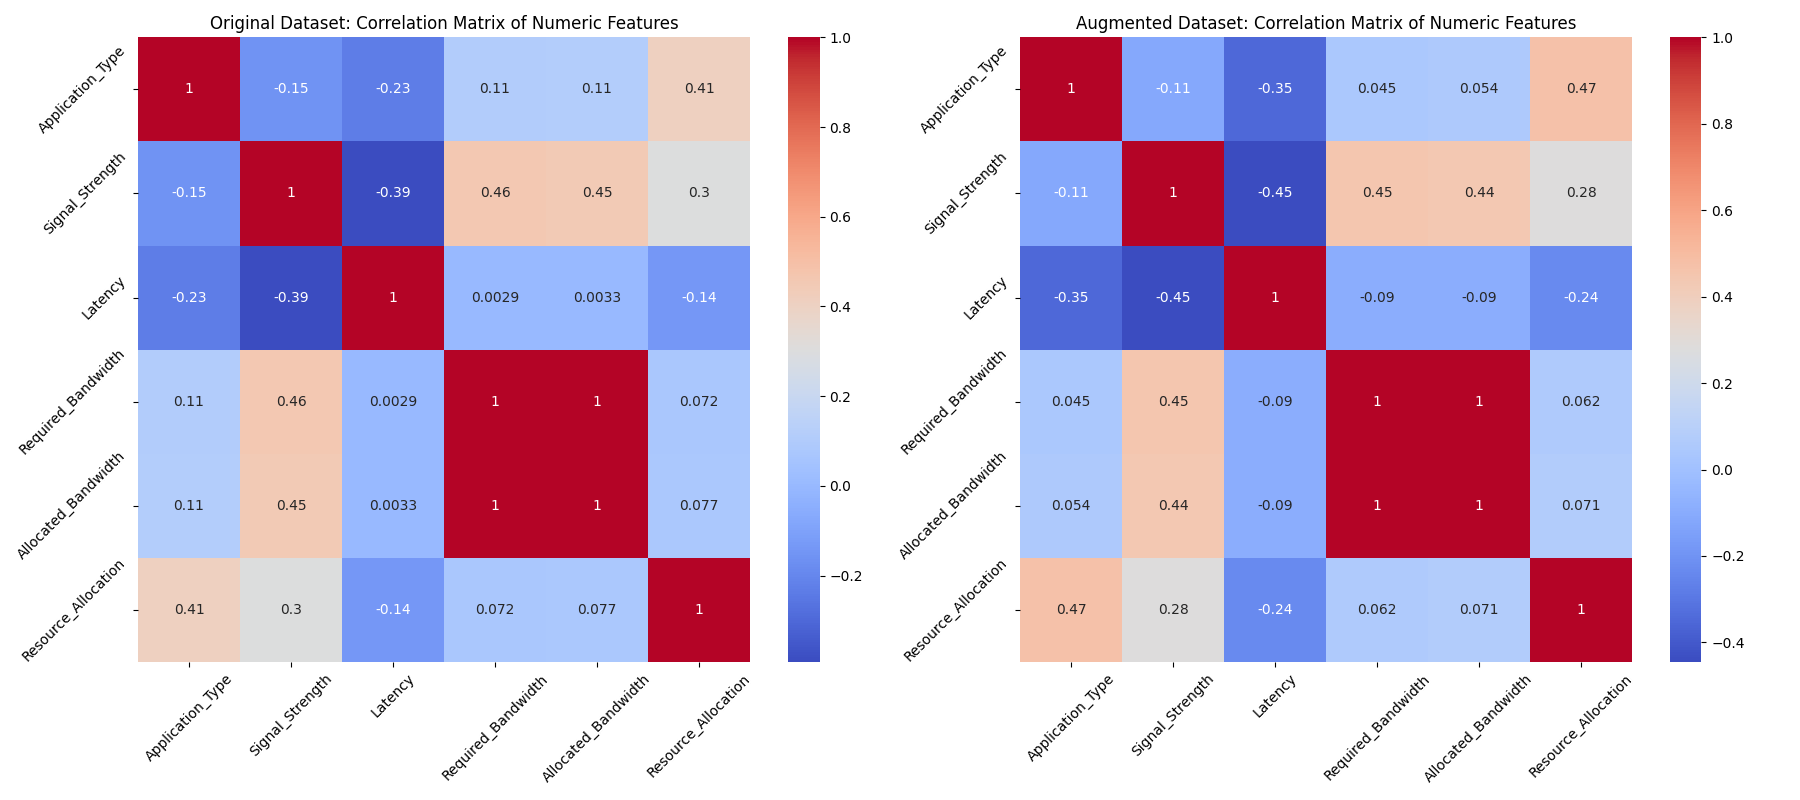 Original Dataset: Correlation Matrix of Numeric Features
Application_Type 1 -0.15 -0.23 0.11 0.11 0.41
Signal_Strength -0.15 1 -0.39 0.46 0.45 0.3
Latency -0.23 -0.39 1 0.0029 0.0033 -0.14
Required_Bandwidth 0.11 0.46 0.0029 1 1 0.072
Allocated_Bandwidth 0.11 0.45 0.0033 1 1 0.077
Resource_Allocation 0.41 0.3 -0.14 0.072 0.077 1
Application_Type Signal_Strength Latency Required_Bandwidth Allocated_Bandwidth Resource_Allocation
1.0
0.8
0.6
0.4
0.2
0.0
−0.2
Augmented Dataset: Correlation Matrix of Numeric Features
Application_Type 1 -0.11 -0.35 0.045 0.054 0.47
Signal_Strength -0.11 1 -0.45 0.45 0.44 0.28
Latency -0.35 -0.45 1 -0.09 -0.09 -0.24
Required_Bandwidth 0.045 0.45 -0.09 1 1 0.062
Allocated_Bandwidth 0.054 0.44 -0.09 1 1 0.071
Resource_Allocation 0.47 0.28 -0.24 0.062 0.071 1
Application_Type Signal_Strength Latency Required_Bandwidth Allocated_Bandwidth Resource_Allocation
1.0
0.8
0.6
0.4
0.2
0.0
−0.2
−0.4